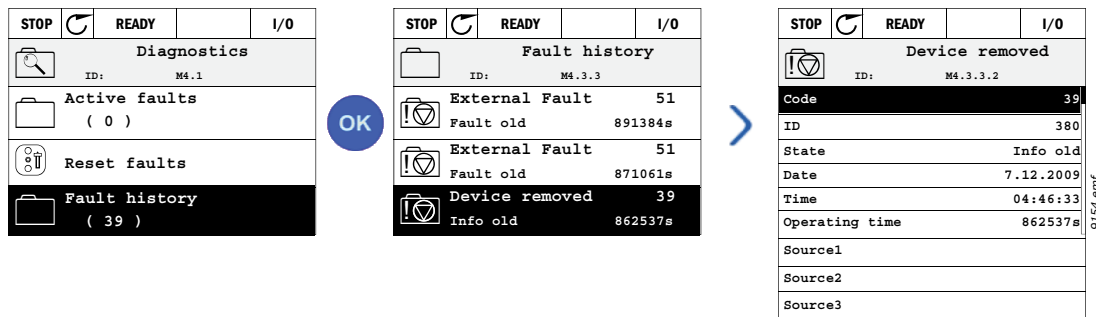 STOP READY I/O
Diagnostics
ID: M4.1
Active faults
( 0 )
Reset faults
Fault history
( 39 )
OK
STOP READY I/O
Fault history
ID: M4.3.3
External Fault 51
Fault old 891384s
External Fault 51
Fault old 871061s
Device removed 39
Info old 862537s
STOP READY I/O
Device removed
ID: M4.3.3.2
Code 39
ID 380
State Info old
Date 7.12.2009
Time 04:46:33
Operating time 862537s
Source1
Source2
Source3
9154.emf